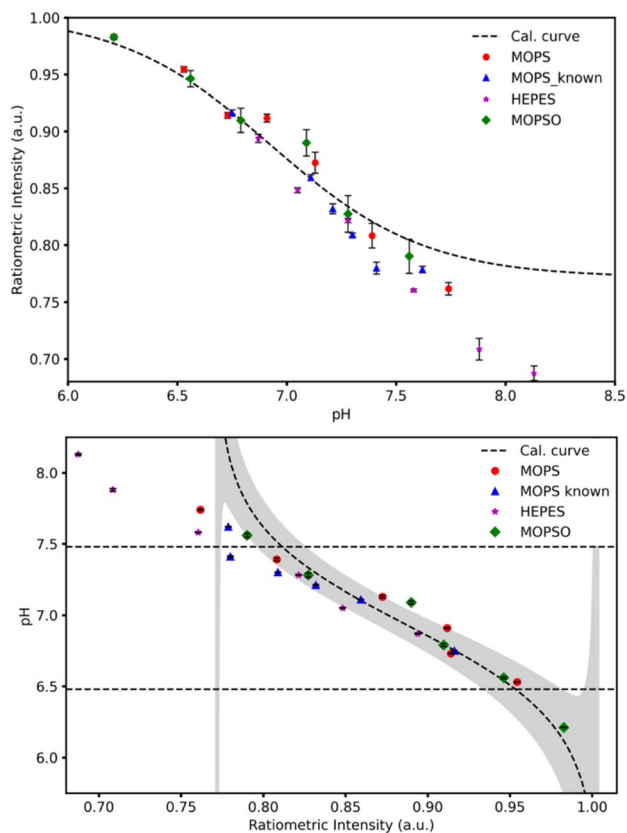 1.00
0.95
0.90
0.85
0.80
0.75
0.70
Ratiometric Intensity (a.u.)
6.0 6.5 7.0 7.5 8.0 8.5
pH
Cal. curve
MOPS
MOPS_known
HEPES
MOPSO
8.0
7.5
7.0
6.5
6.0
pH
0.70 0.75 0.80 0.85 0.90 0.95 1.00
Ratiometric Intensity (a.u.)
Cal. curve
MOPS
MOPS known
HEPES
MOPSO